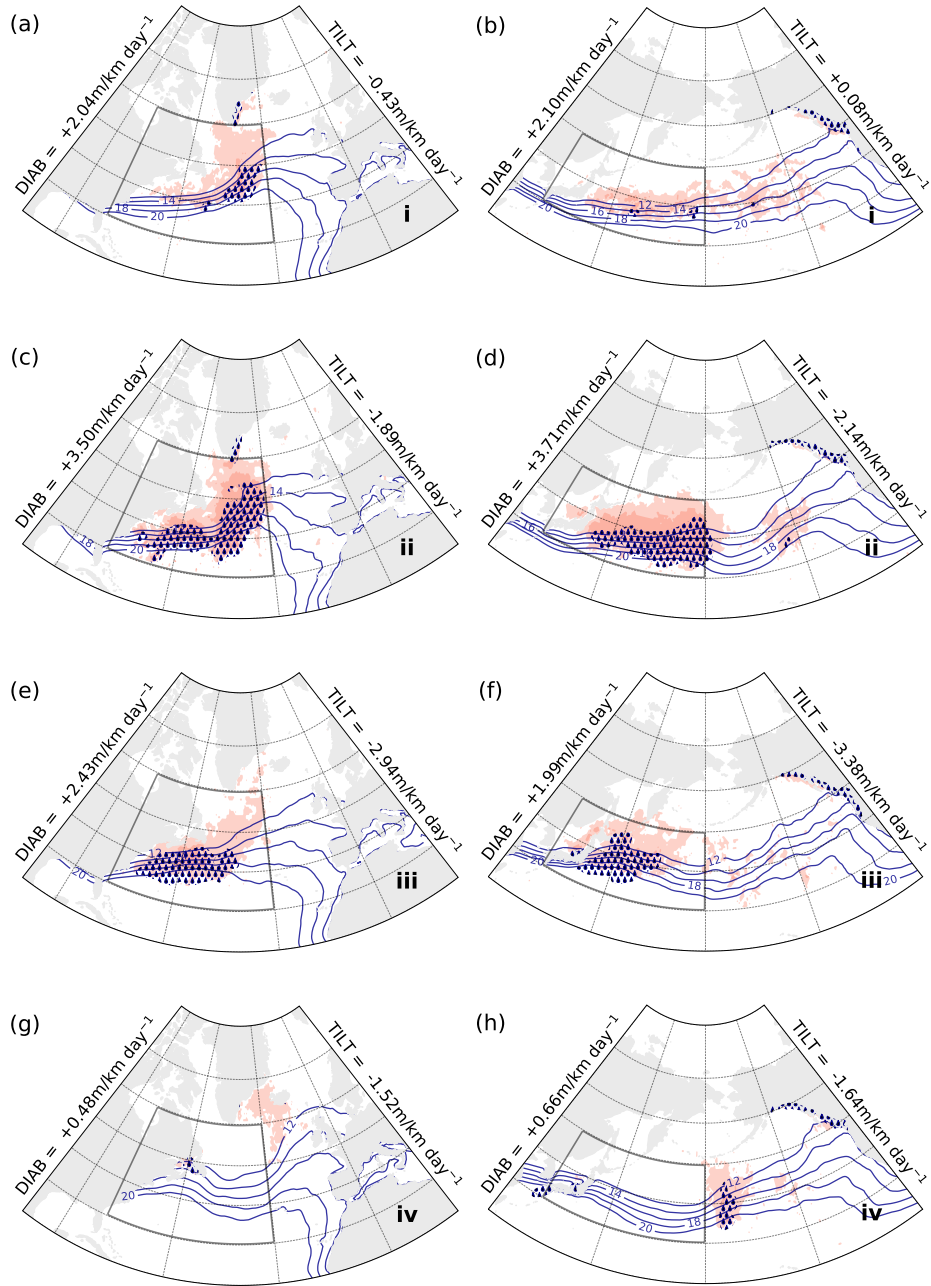 (a)
DIAB = +2.04m/km day⁻¹
TILT = -0.43m/km day⁻¹
14
18
20
i
(b)
DIAB = +2.10m/km day⁻¹
TILT = +0.08m/km day⁻¹
20
16
18
12
14
20
i
(c)
DIAB = +3.50m/km day⁻¹
TILT = -1.89m/km day⁻¹
14
18
20
ii
(d)
DIAB = +3.71m/km day⁻¹
TILT = -2.14m/km day⁻¹
16
20
18
ii
(e)
DIAB = +2.43m/km day⁻¹
TILT = -2.94m/km day⁻¹
12
20
iii
(f)
DIAB = +1.99m/km day⁻¹
TILT = -3.38m/km day⁻¹
20
12
18
20
iii
(g)
DIAB = +0.48m/km day⁻¹
TILT = -1.52m/km day⁻¹
12
20
iv
(h)
DIAB = +0.66m/km day⁻¹
TILT = -1.64m/km day⁻¹
14
12
20
18
iv